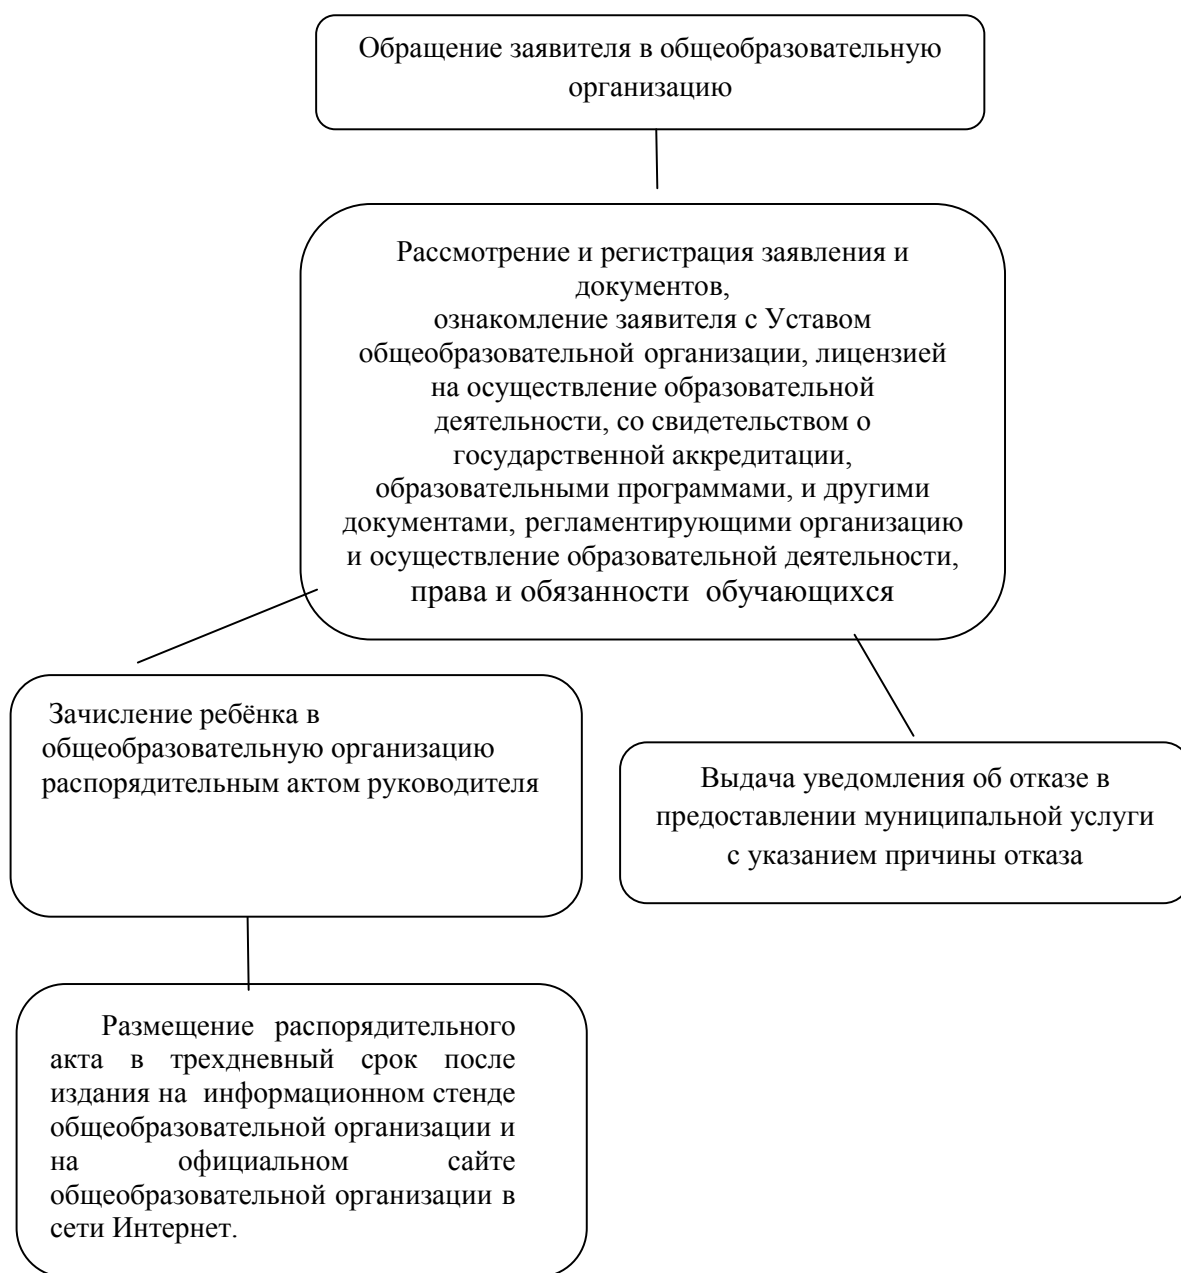 Обращение заявителя в общеобразовательную
организацию
Рассмотрение и регистрация заявления и
документов,
ознакомление заявителя с Уставом
общеобразовательной организации, лицензией
на осуществление образовательной
деятельности, со свидетельством о
государственной аккредитации,
образовательными программами, и другими
документами, регламентирующими организацию
и осуществление образовательной деятельности,
права и обязанности обучающихся
Зачисление ребёнка в
общеобразовательную организацию
распорядительным актом руководителя
Выдача уведомления об отказе в
предоставлении муниципальной услуги
с указанием причины отказа
Размещение распорядительного
акта в трехдневный срок после
издания на информационном стенде
общеобразовательной организации и
на официальном сайте
общеобразовательной организации в
сети Интернет.